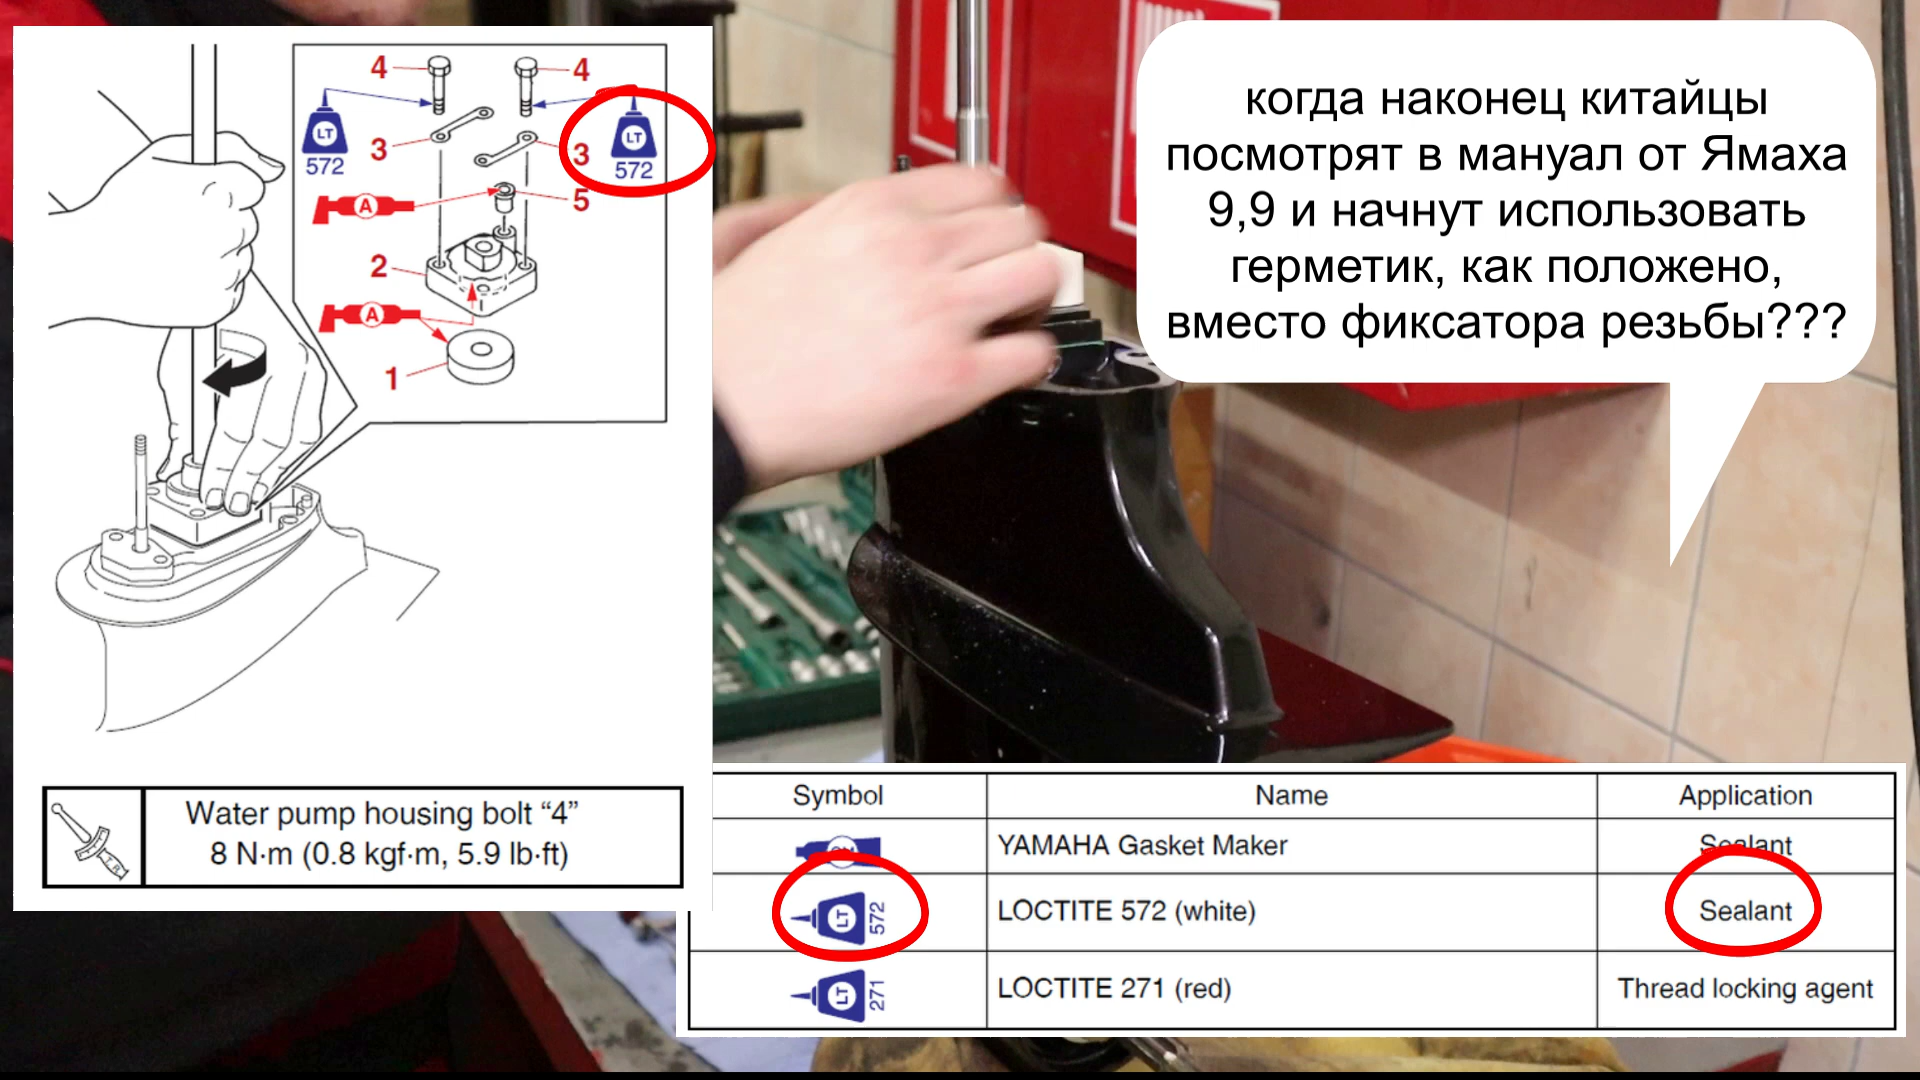 4
4
LT
572
3
LT
572
3
A
5
2
A
1
Water pump housing bolt “4”
8 N·m (0.8 kgf·m, 5.9 lb·ft)
когда наконец китайцы
посмотрят в мануал от Ямаха
9,9 и начнут использовать
герметик, как положено,
вместо фиксатора резьбы???
Symbol Name Application
YAMAHA Gasket Maker Sealant
LT 572 LOCTITE 572 (white) Sealant
LT 271 LOCTITE 271 (red) Thread locking agent